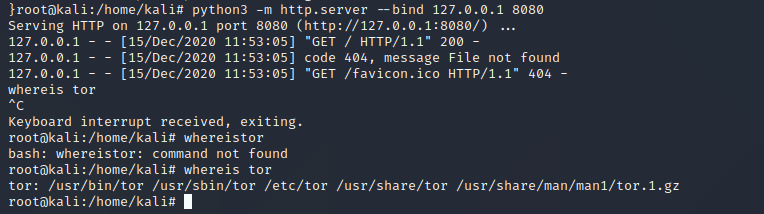 }root@kali:/home/kali# python3 -m http.server --bind 127.0.0.1 8080
Serving HTTP on 127.0.0.1 port 8080 (http://127.0.0.1:8080/) ...
127.0.0.1 - - [15/Dec/2020 11:53:05] "GET / HTTP/1.1" 200 -
127.0.0.1 - - [15/Dec/2020 11:53:05] code 404, message File not found
127.0.0.1 - - [15/Dec/2020 11:53:05] "GET /favicon.ico HTTP/1.1" 404 -
whereis tor
^C
Keyboard interrupt received, exiting.
root@kali:/home/kali# whereistor
bash: whereistor: command not found
root@kali:/home/kali# whereis tor
tor: /usr/bin/tor /usr/sbin/tor /etc/tor /usr/share/tor /usr/share/man/man1/tor.1.gz
root@kali:/home/kali#